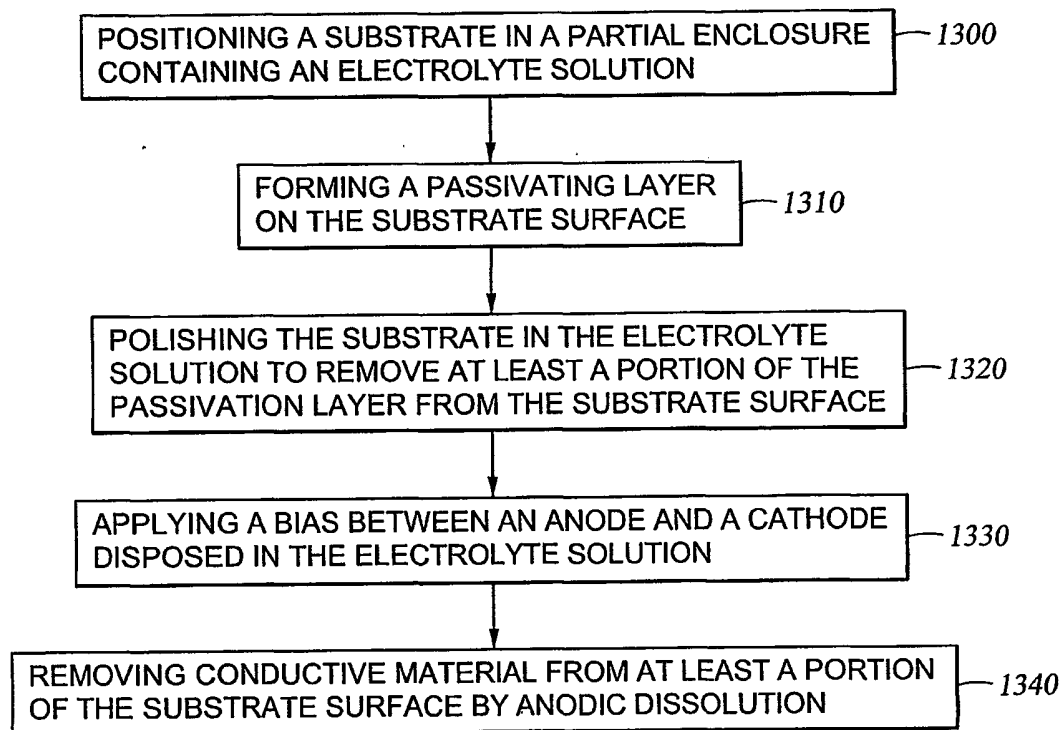 POSITIONING A SUBSTRATE IN A PARTIAL ENCLOSURE
CONTAINING AN ELECTROLYTE SOLUTION
1300
FORMING A PASSIVATING LAYER
ON THE SUBSTRATE SURFACE
1310
POLISHING THE SUBSTRATE IN THE ELECTROLYTE
SOLUTION TO REMOVE AT LEAST A PORTION OF THE
PASSIVATION LAYER FROM THE SUBSTRATE SURFACE
1320
APPLYING A BIAS BETWEEN AN ANODE AND A CATHODE
DISPOSED IN THE ELECTROLYTE SOLUTION
1330
REMOVING CONDUCTIVE MATERIAL FROM AT LEAST A PORTION
OF THE SUBSTRATE SURFACE BY ANODIC DISSOLUTION
1340